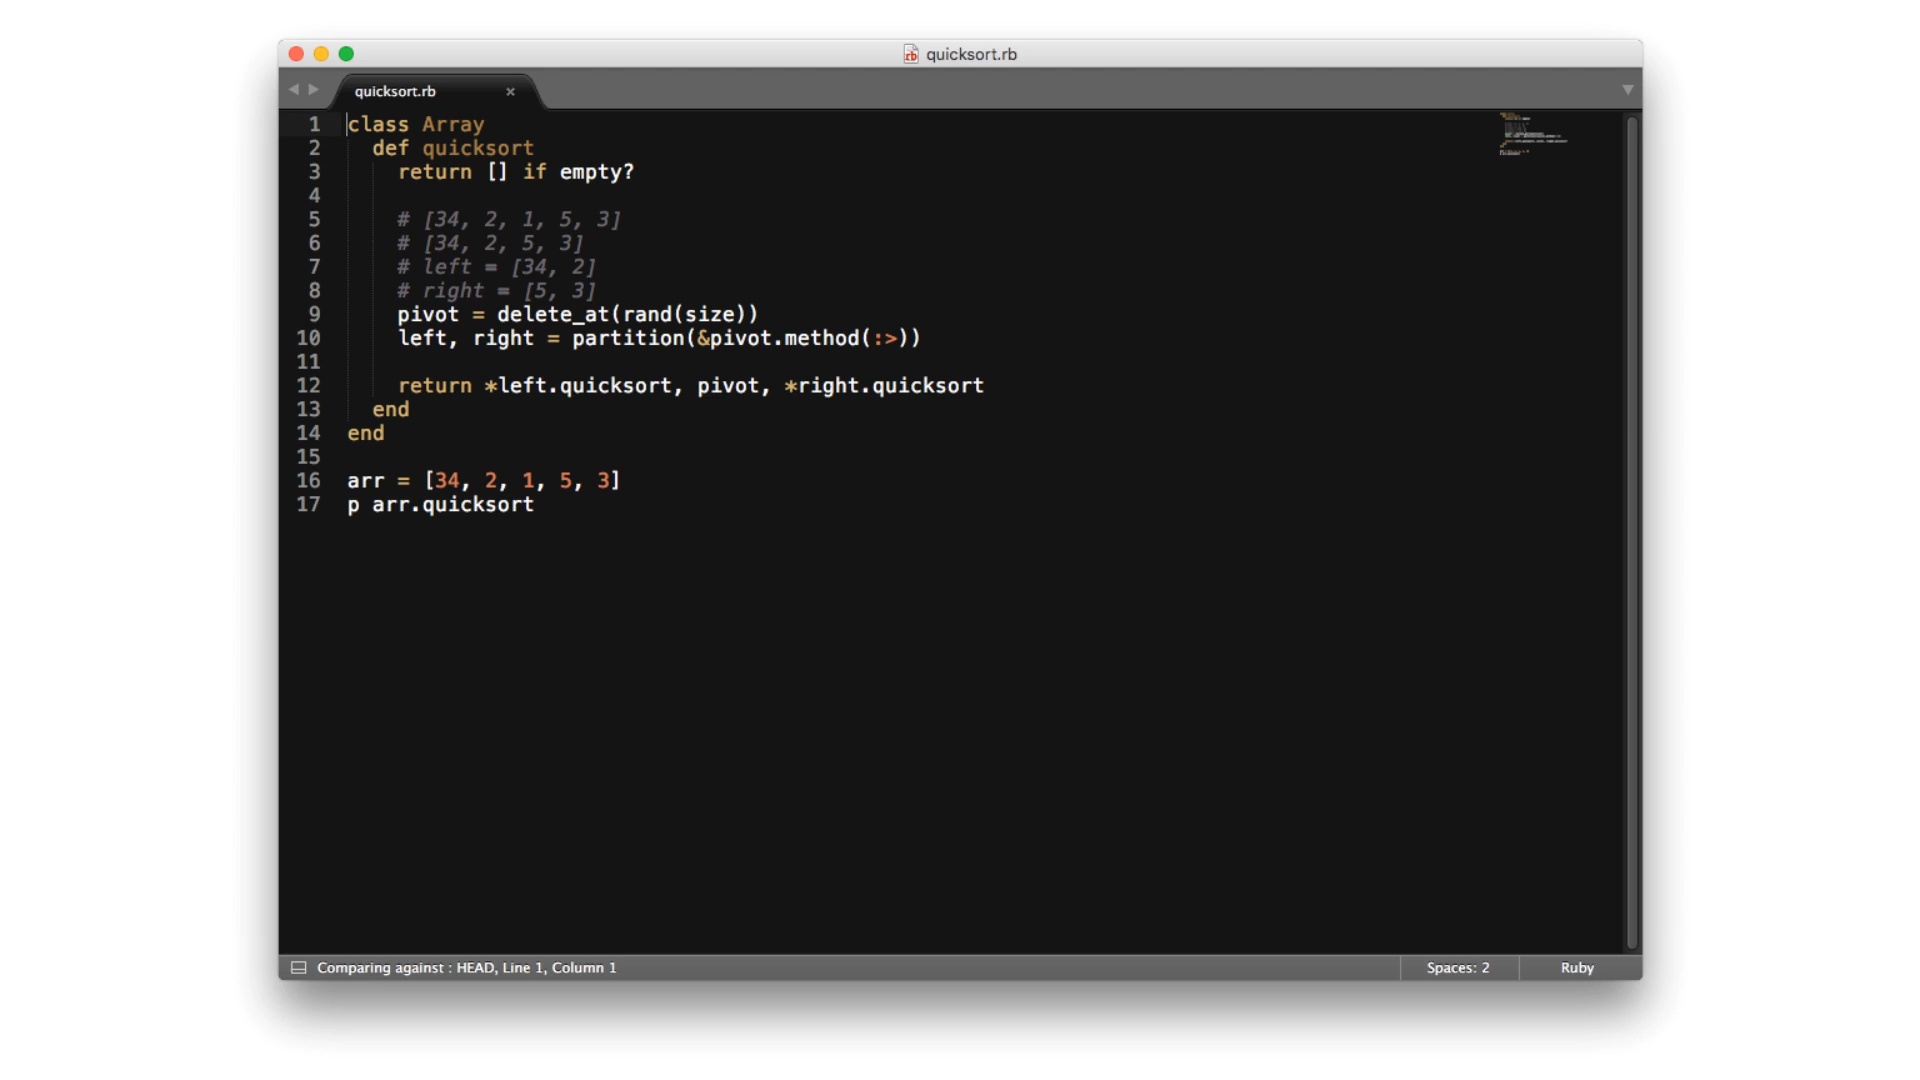 quicksort.rb
quicksort.rb
1 class Array
2   def quicksort
3     return [] if empty?
4
5     # [34, 2, 1, 5, 3]
6     # [34, 2, 5, 3]
7     # left = [34, 2]
8     # right = [5, 3]
9     pivot = delete_at(rand(size))
10     left, right = partition(&pivot.method(:>))
11
12     return *left.quicksort, pivot, *right.quicksort
13   end
14 end
15
16 arr = [34, 2, 1, 5, 3]
17 p arr.quicksort
Comparing against : HEAD, Line 1, Column 1
Spaces: 2
Ruby